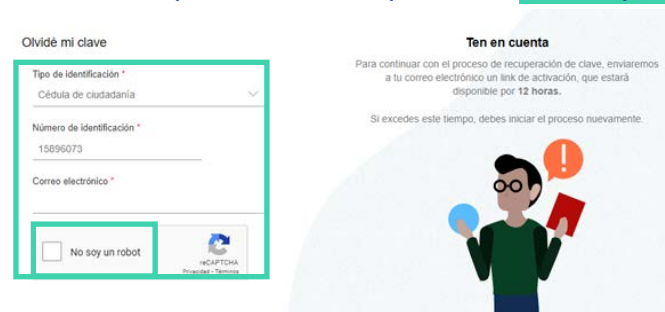 Olvidé mi clave
Tipo de identificación *
Cédula de ciudadanía
Número de identificación *
15896073
Correo electrónico *
No soy un robot
reCAPTCHA
Privacidad - Términos
Ten en cuenta
Para continuar con el proceso de recuperación de clave, enviaremos
a tu correo electrónico un link de activación, que estará
disponible por 12 horas.
Si excedes este tiempo, debes iniciar el proceso nuevamente.